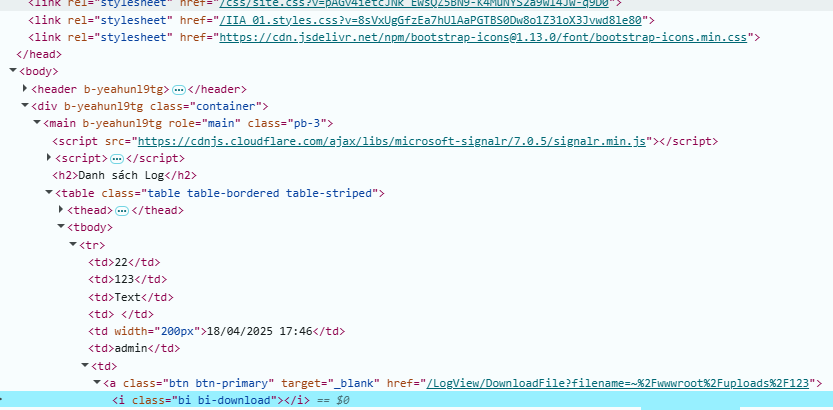 <link rel="stylesheet" href="/css/site.css?v=
<link rel="stylesheet" href="/IIA_01.styles.css?v=8sVxUgGfzEa7hUlAaPGTBS0Dw8o1Z31oX3Jvwd8le80">
<link rel="stylesheet" href="https://cdn.jsdelivr.net/npm/bootstrap-icons@1.13.0/font/bootstrap-icons.min.css">
</head>
<body>
<header b-yeahunl9tg> ⋯ </header>
<div b-yeahunl9tg class="container">
<main b-yeahunl9tg role="main" class="pb-3">
<script src="https://cdnjs.cloudflare.com/ajax/libs/microsoft-signalr/7.0.5/signalr.min.js"></script>
<script> ⋯ </script>
<h2>Danh sách Log</h2>
<table class="table table-bordered table-striped">
<thead> ⋯ </thead>
<tbody>
<tr>
<td>22</td>
<td>123</td>
<td>Text</td>
<td> </td>
<td width="200px">18/04/2025 17:46</td>
<td>admin</td>
<td>
<a class="btn btn-primary" target="_blank" href="/LogView/DownloadFile?filename=~%2Fwwwroot%2Fuploads%2F123">
<i class="bi bi-download"></i> == $0